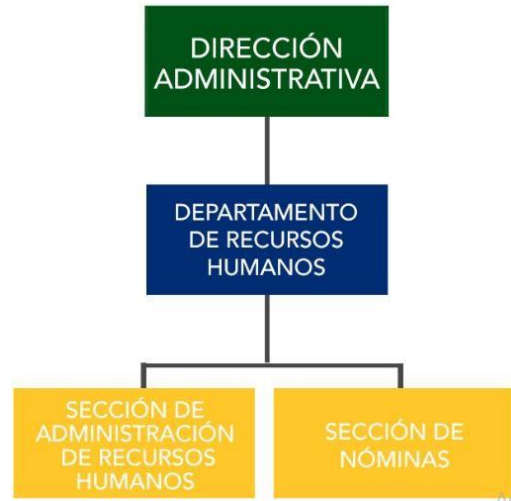 DIRECCIÓN
ADMINISTRATIVA
DEPARTAMENTO
DE RECURSOS
HUMANOS
SECCIÓN DE
ADMINISTRACIÓN
DE RECURSOS
HUMANOS
SECCIÓN DE
NÓMINAS